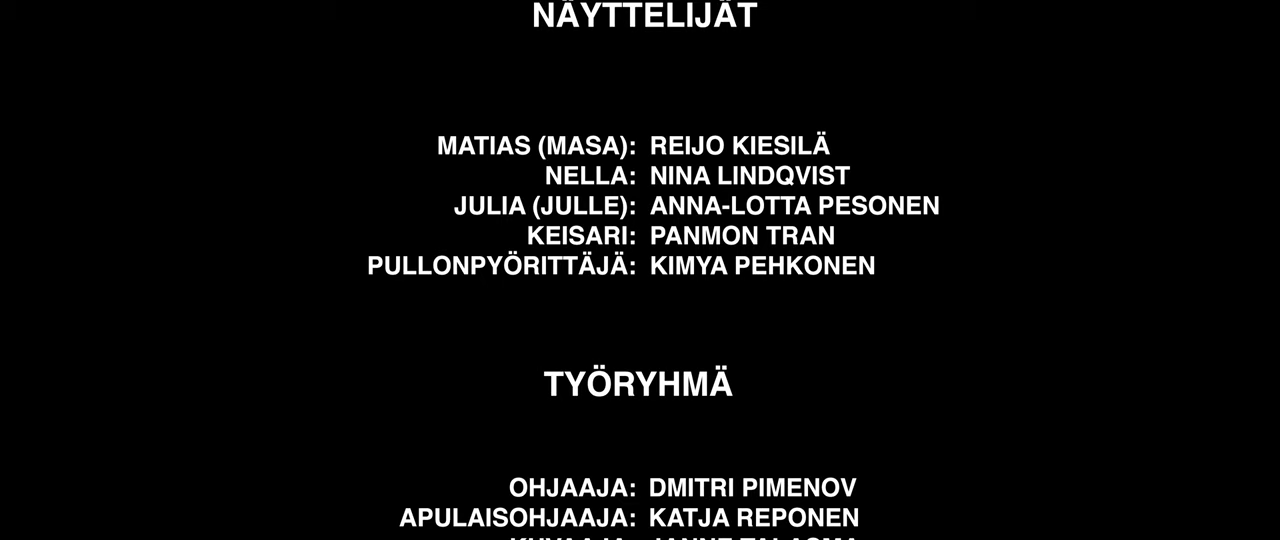 NÄYTTELIJÄT
MATIAS (MASA): REIJO KIESILÄ
NELLA: NINA LINDQVIST
JULIA (JULLE): ANNA-LOTTA PESONEN
KEISARI: PANMON TRAN
PULLONPYÖRITTÄJÄ: KIMYA PEHKONEN
TYÖRYHMÄ
OHJAAJA: DMITRI PIMENOV
APULAISOHJAAJA: KATJA REPONEN